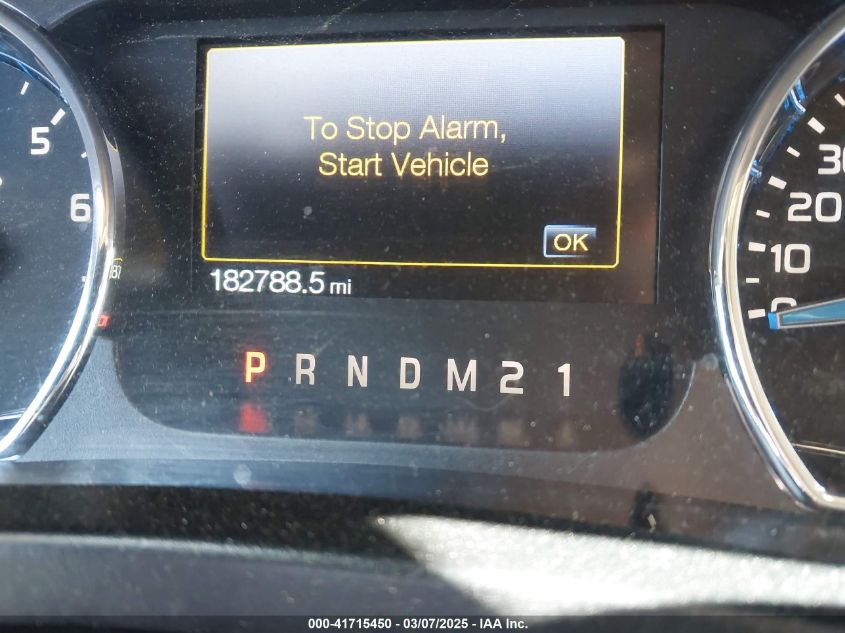 To Stop Alarm,
Start Vehicle
OK
182788.5 mi
P R N D M 2 1
5
6
30
20
10
0
000-41715450 - 03/07/2025 - IAA Inc.